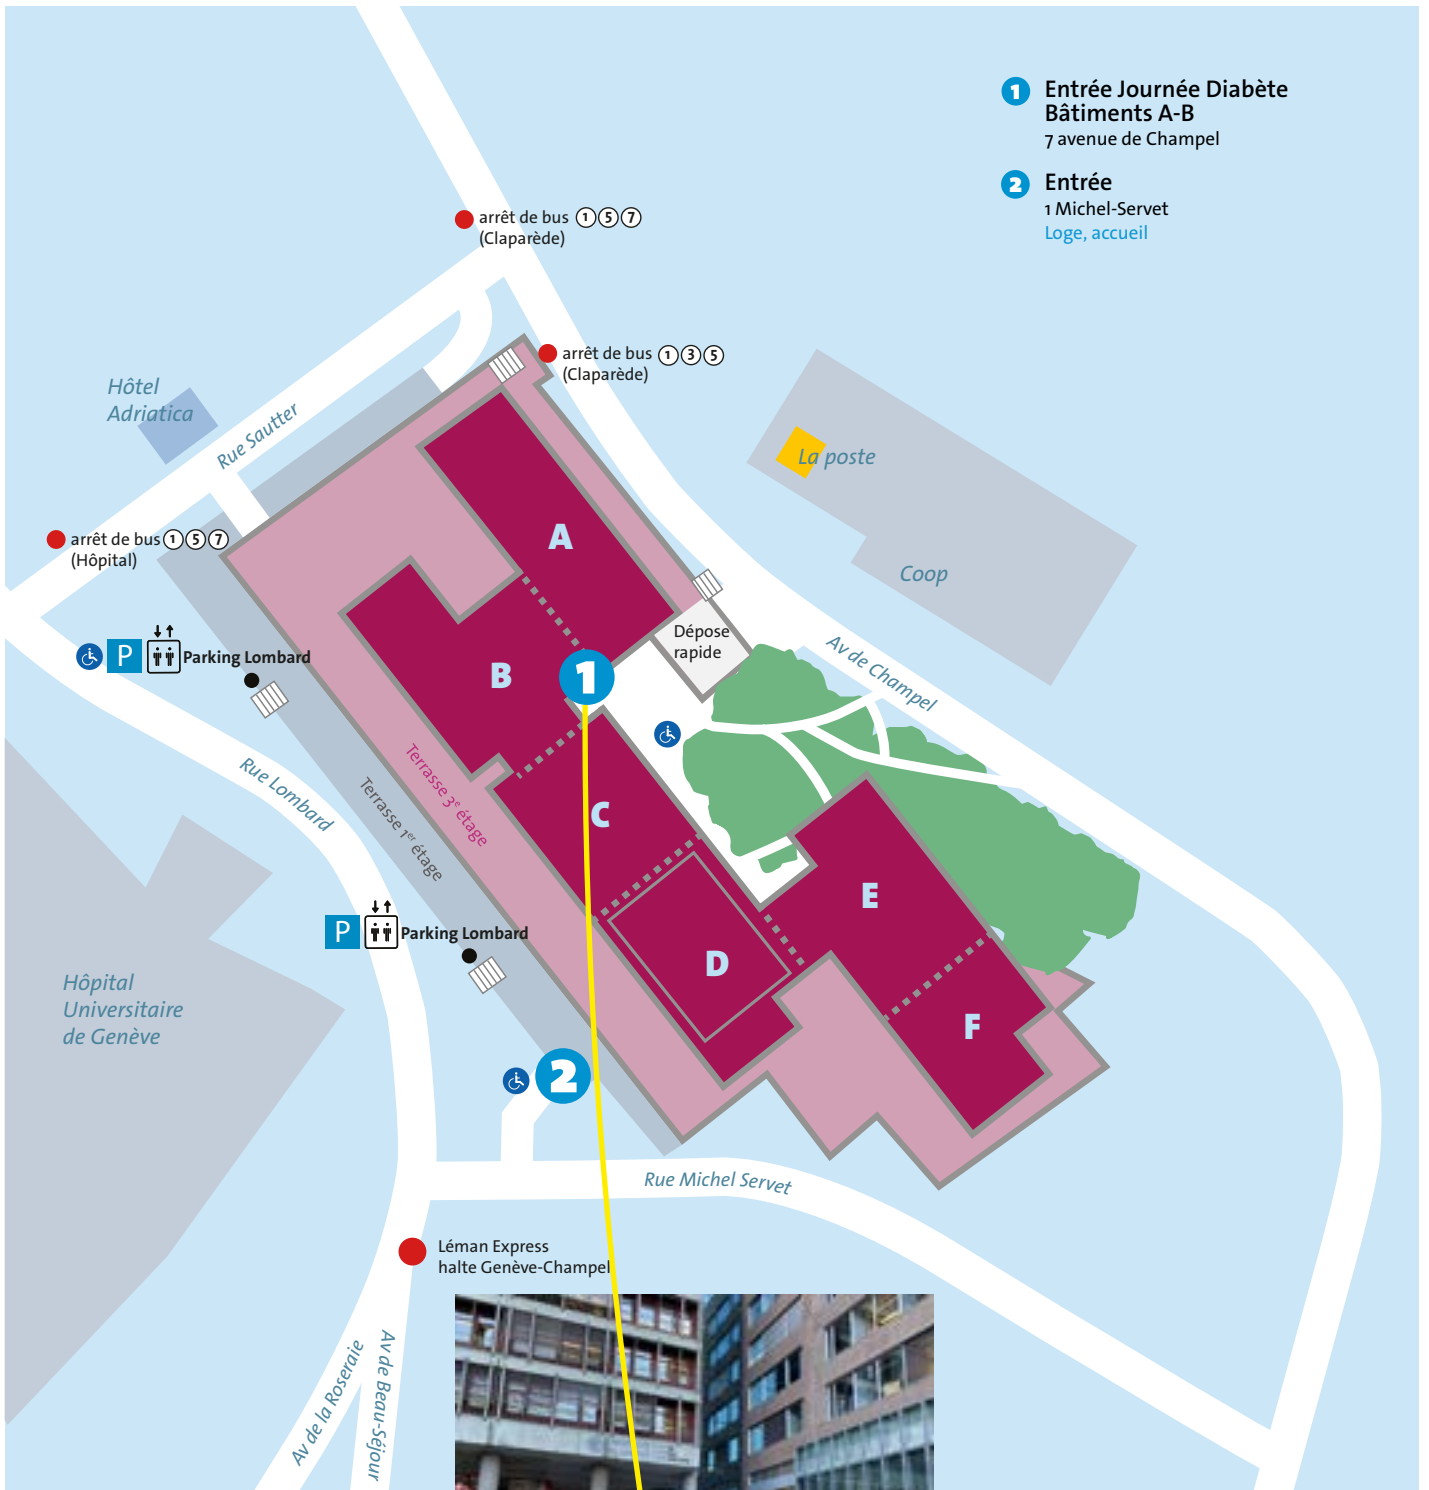 1 Entrée Journée Diabète
Bâtiments A-B
7 avenue de Champel
2 Entrée
1 Michel-Servet
Loge, accueil
arrêt de bus 1 5 7
(Claparède)
arrêt de bus 1 3 5
(Claparède)
Hôtel
Adriatica
Rue Sautter
La poste
Coop
A
arrêt de bus 1 5 7
(Hôpital)
P Parking Lombard
Dépose
rapide
Av de Champel
B
1
Rue Lombard
Terrasse 3e étage
Terrasse 1er étage
C
E
P Parking Lombard
D
Hôpital
Universitaire
de Genève
F
2
Rue Michel Servet
Léman Express
halte Genève-Champel
Av de la Roseraie
Av de Beau-Séjour